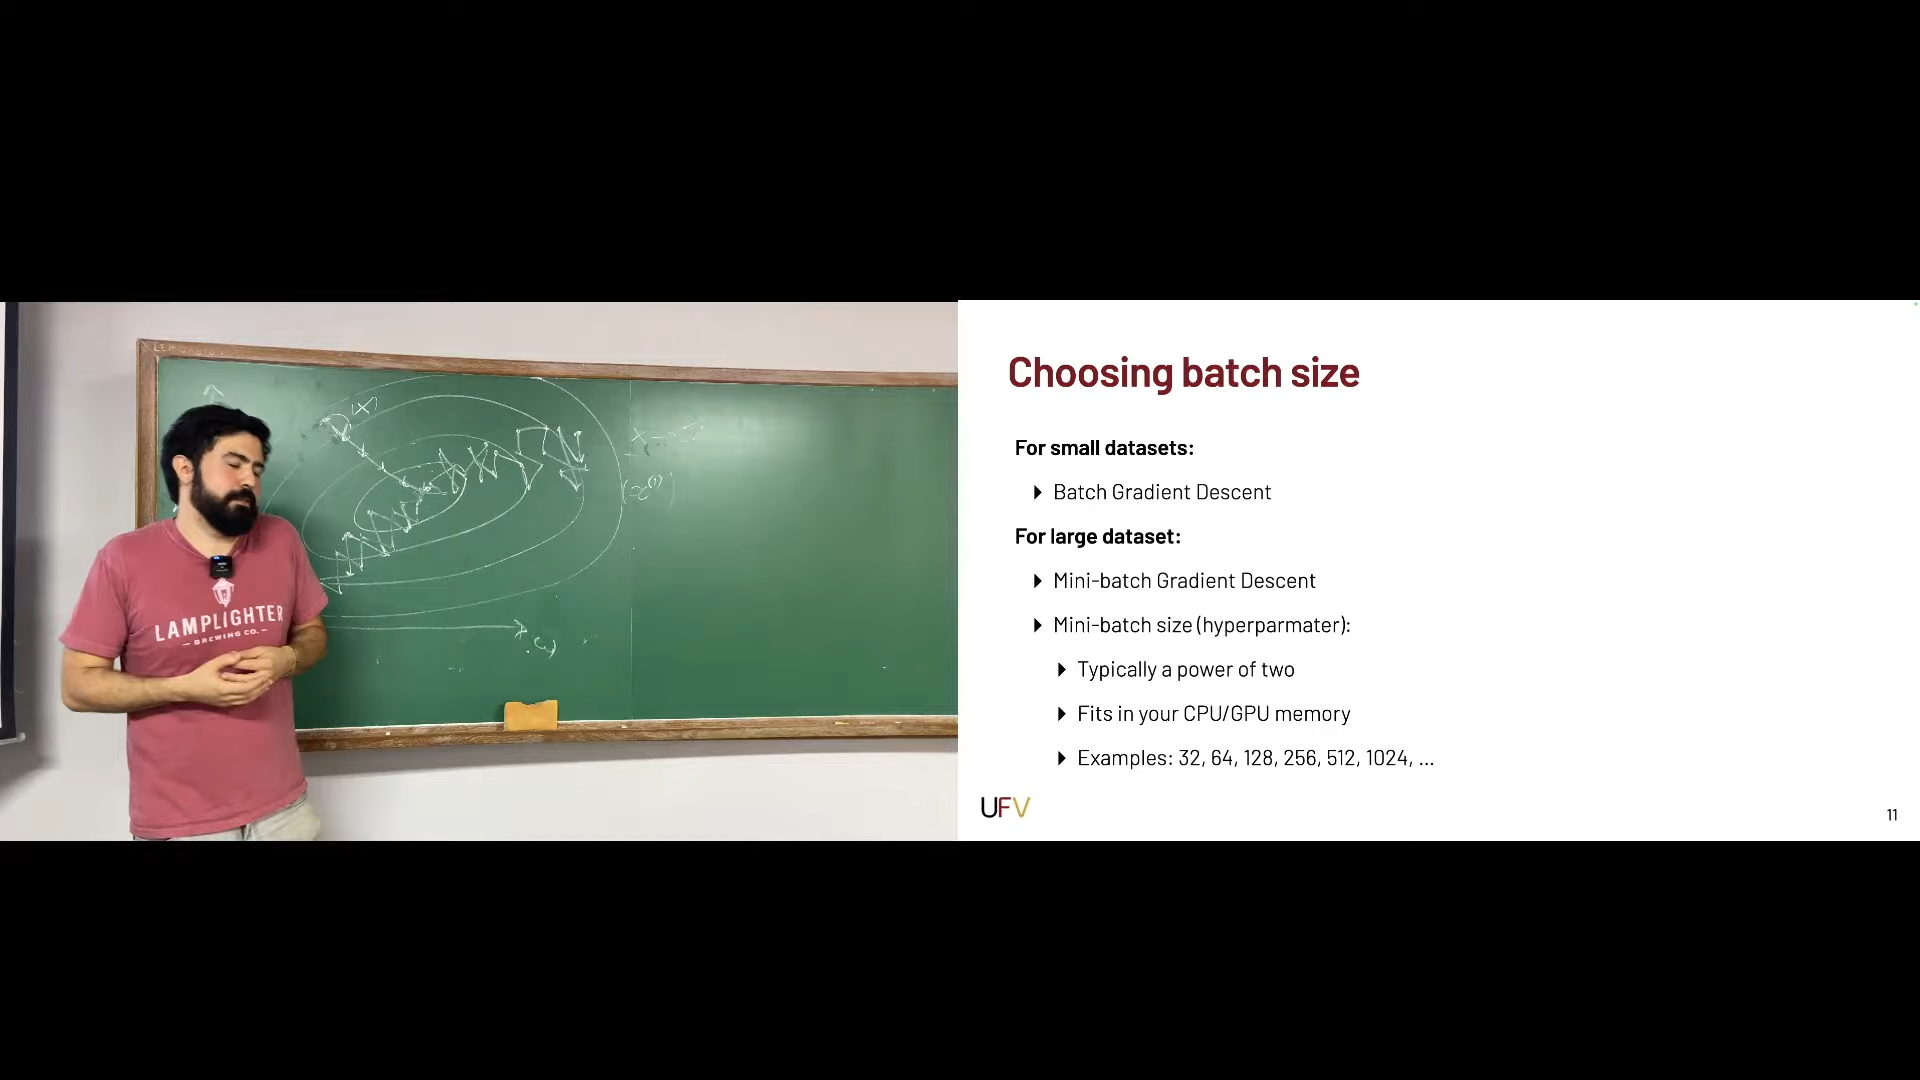 LAMPLIGHTER
BREWING CO.
Choosing batch size
For small datasets:
Batch Gradient Descent
For large dataset:
Mini-batch Gradient Descent
Mini-batch size (hyperparmater):
Typically a power of two
Fits in your CPU/GPU memory
Examples: 32, 64, 128, 256, 512, 1024, ...
UFV
11